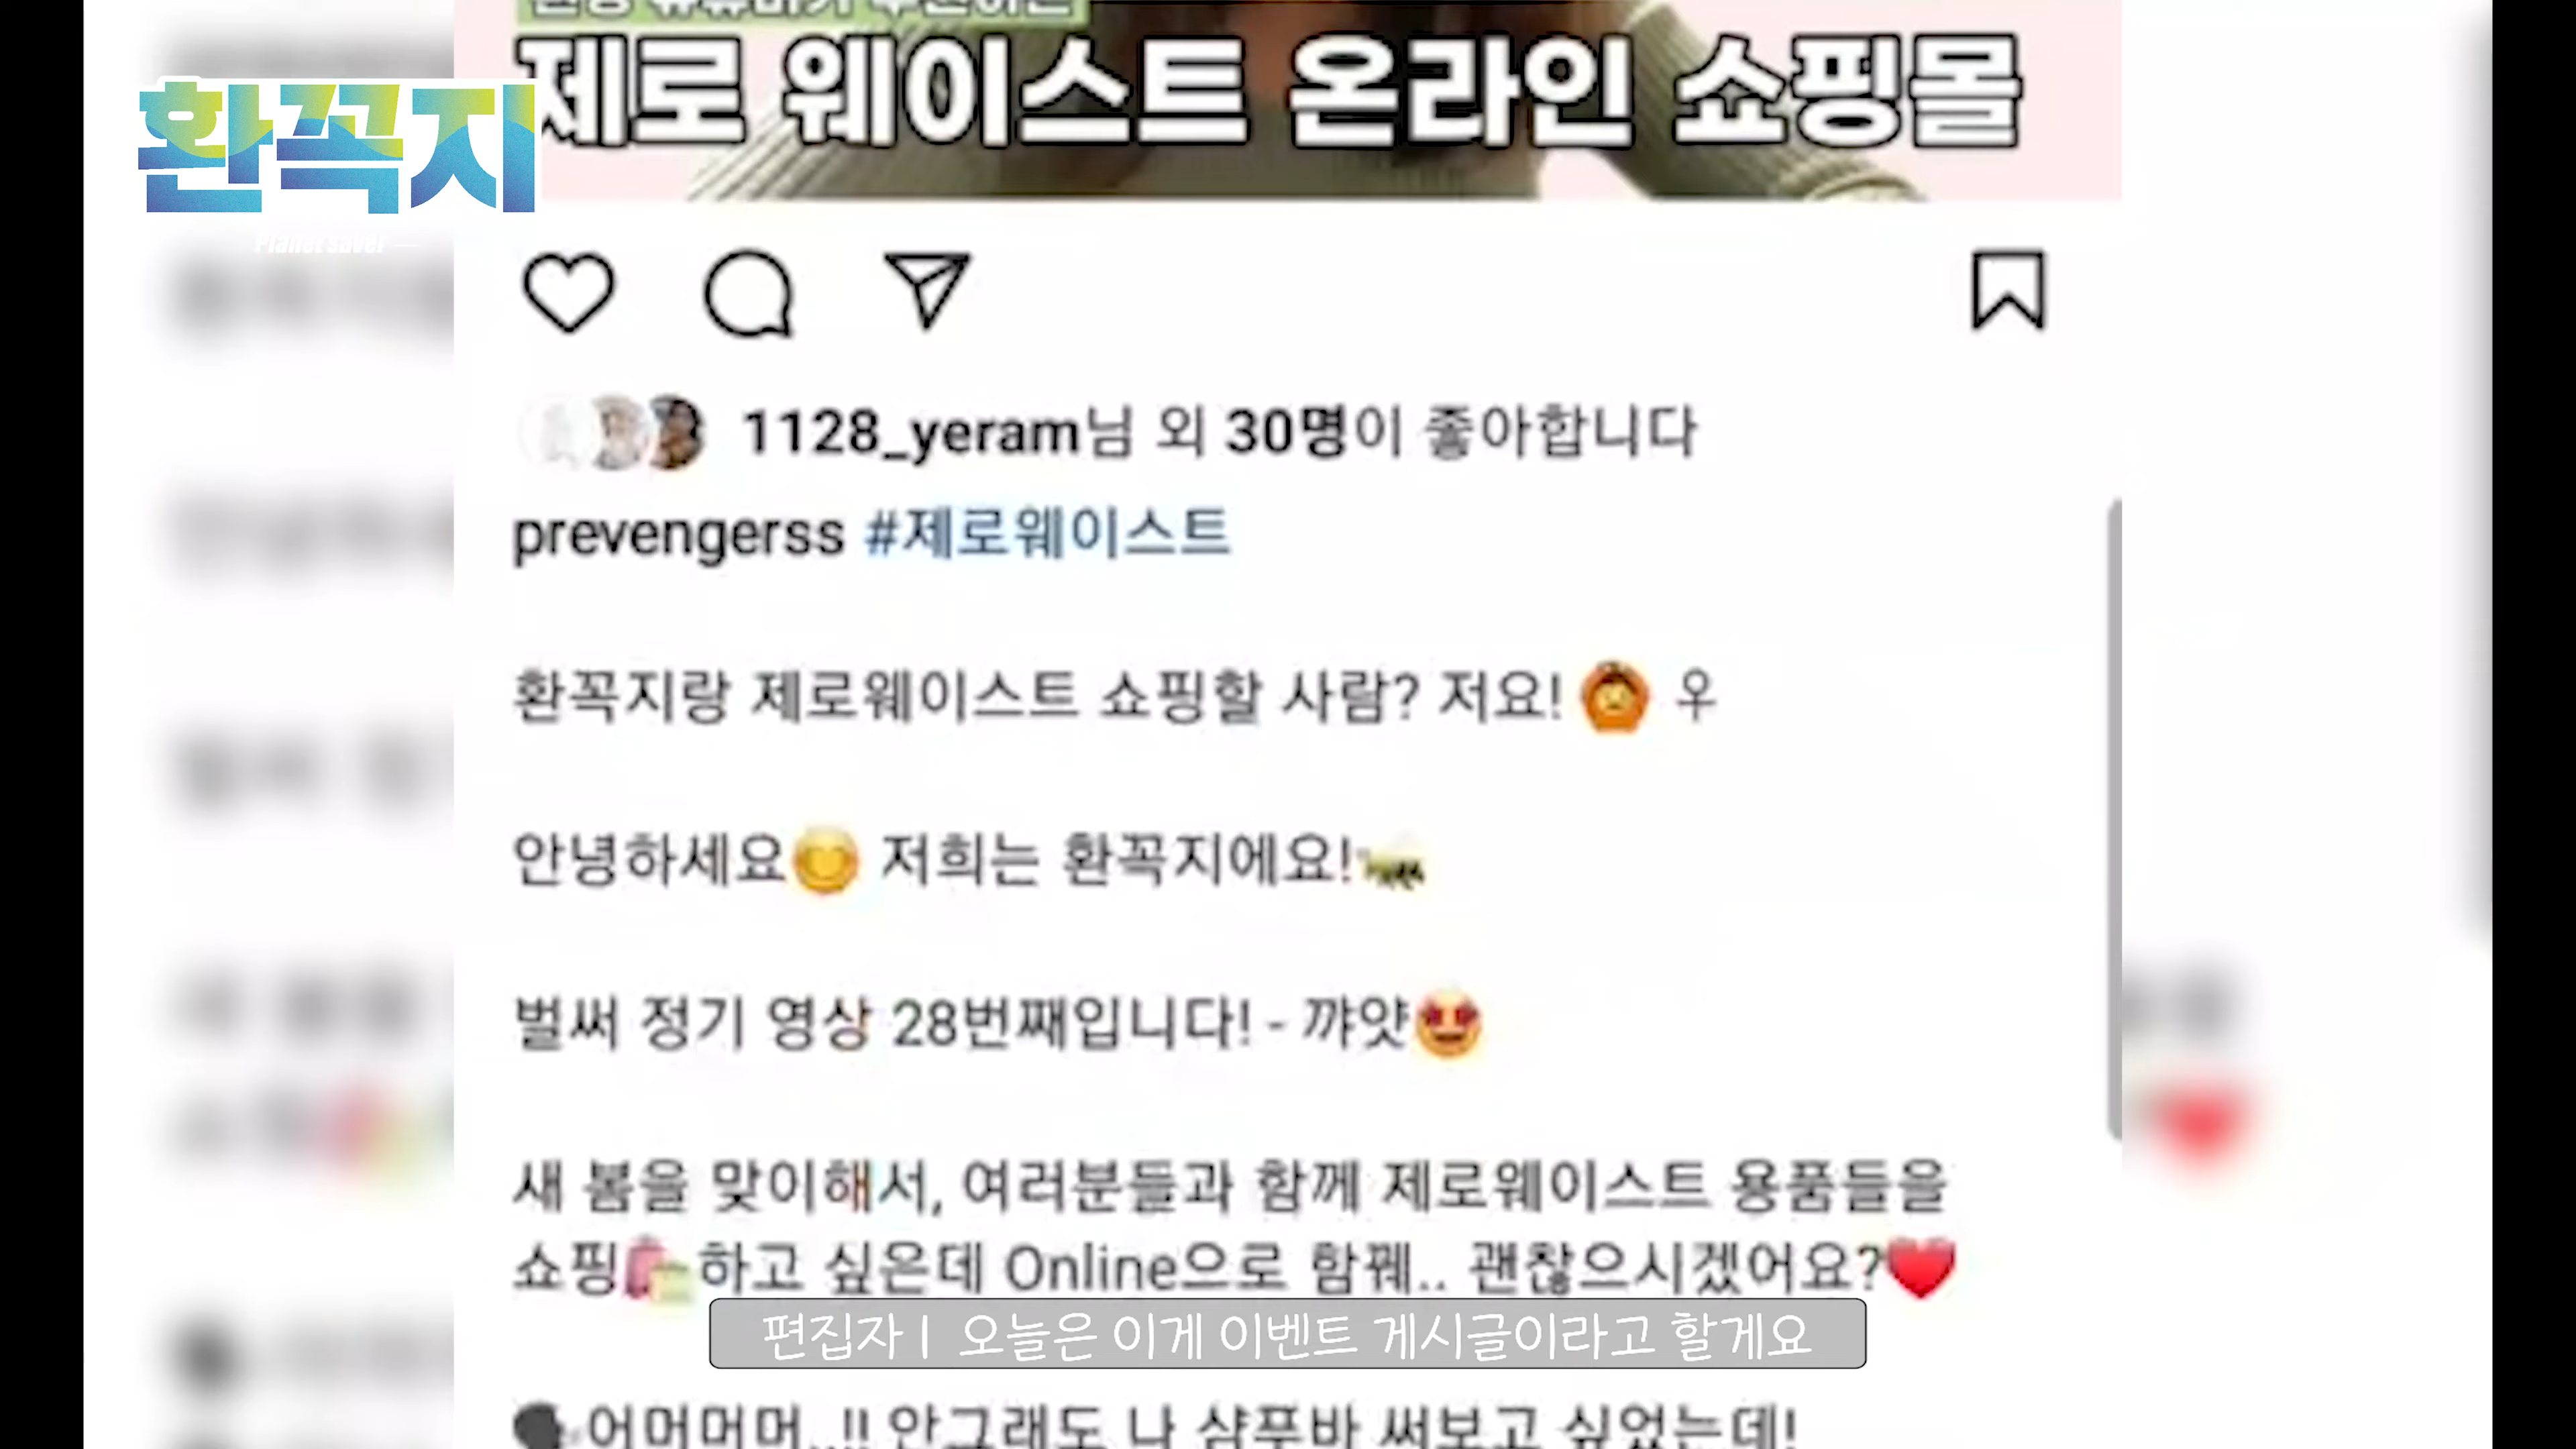 제로 웨이스트 온라인 쇼핑몰
환꼭지
Planet saver
1128_yeram님 외 30명이 좋아합니다
prevengerss #제로웨이스트
환꼭지랑 제로웨이스트 쇼핑할 사람? 저요! 🙆 ♀
안녕하세요😊 저희는 환꼭지에요!🐝
벌써 정기 영상 28번째입니다! - 꺄얏🤩
새 봄을 맞이해서, 여러분들과 함께 제로웨이스트 용품들을
쇼핑🛍하고 싶은데 Online으로 함께.. 괜찮으시겠어요?❤️
편집자 | 오늘은 이게 이벤트 게시글이라고 할게요
🗣어머머머..!! 안그래도 나 샴푸바 써보고 싶었는데!